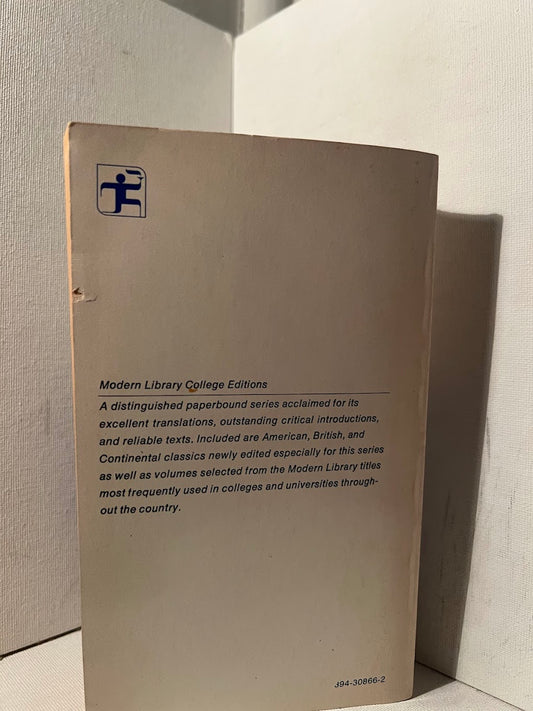 Modern Library College Editions
A distinguished paperbound series acclaimed for its
excellent translations, outstanding critical introductions,
and reliable texts. Included are American, British, and
Continental classics newly edited especially for this series
as well as volumes selected from the Modern Library titles
most frequently used in colleges and universities through-
out the country.
394-30866-2